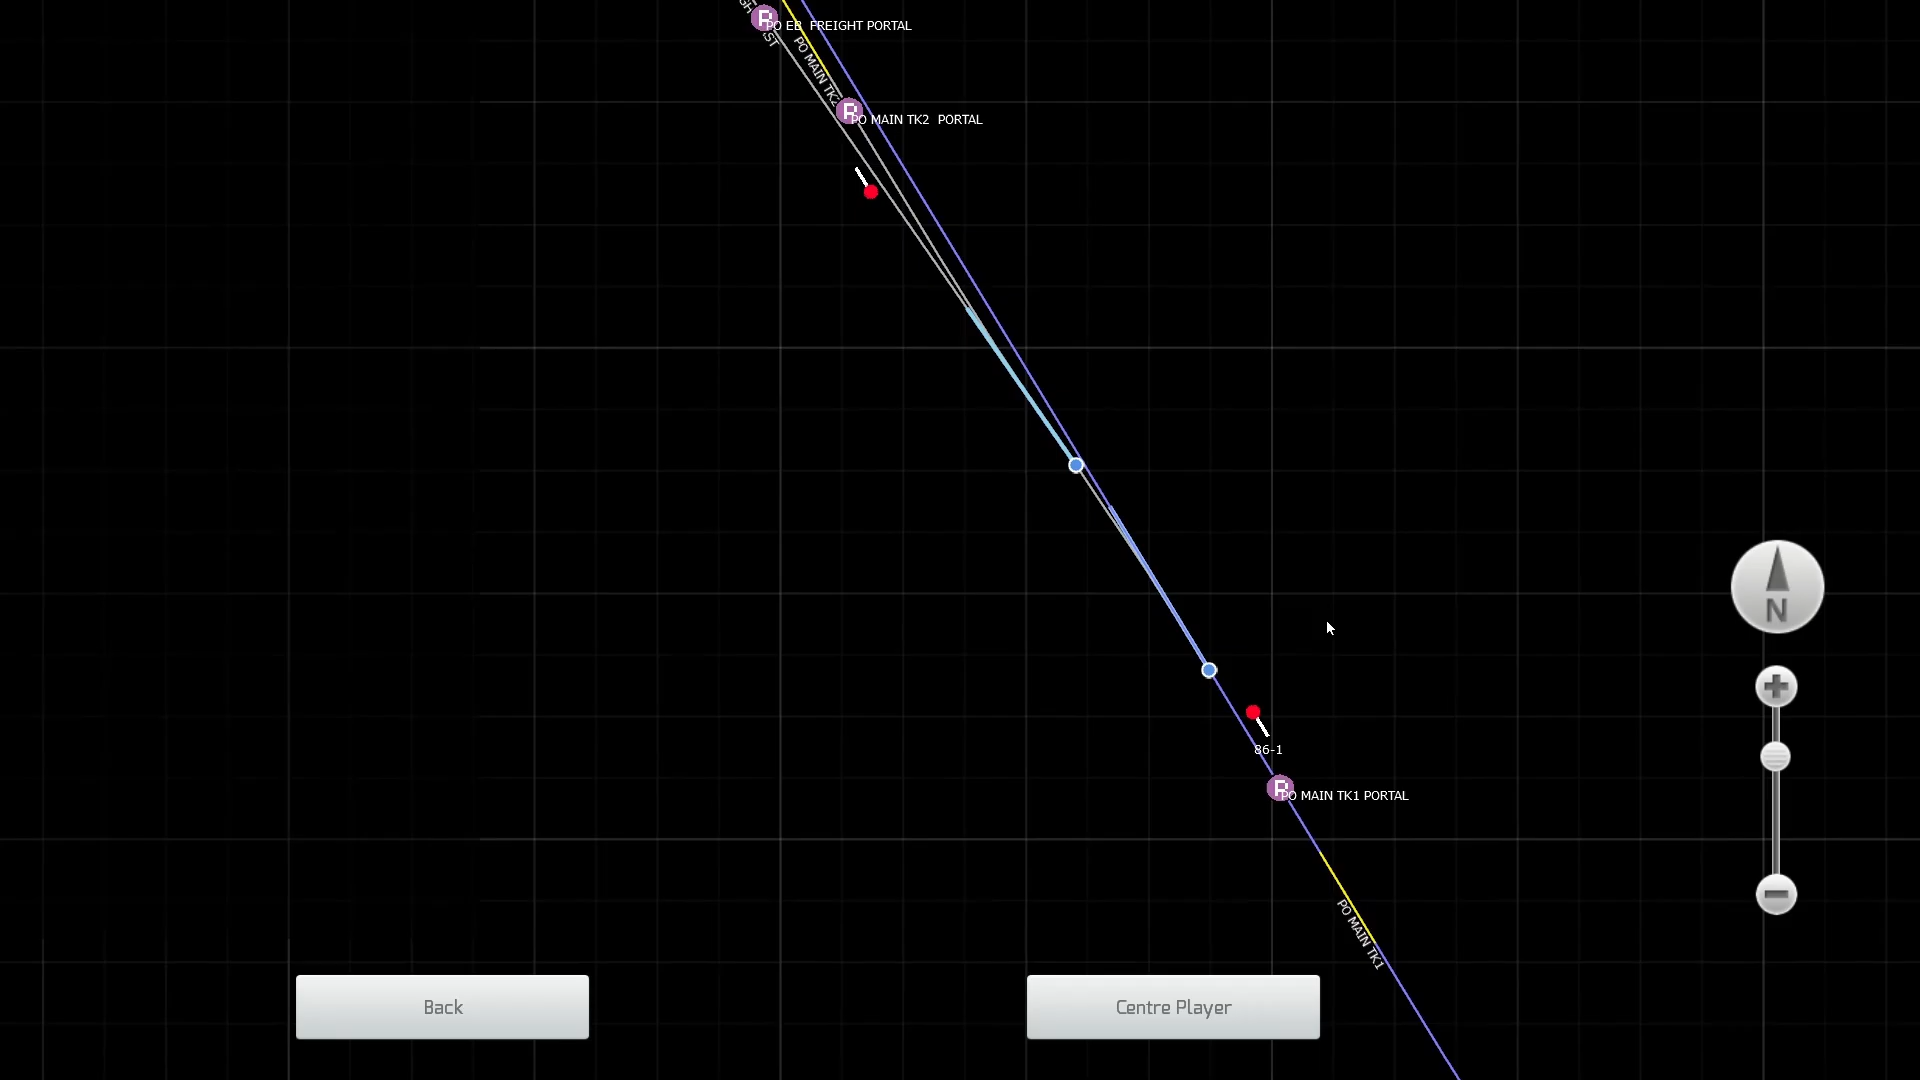 PO EB  FREIGHT PORTAL
PO MAIN TK2
PO MAIN TK2  PORTAL
86-1
PO MAIN TK1 PORTAL
PO MAIN TK1
N
Back
Centre Player